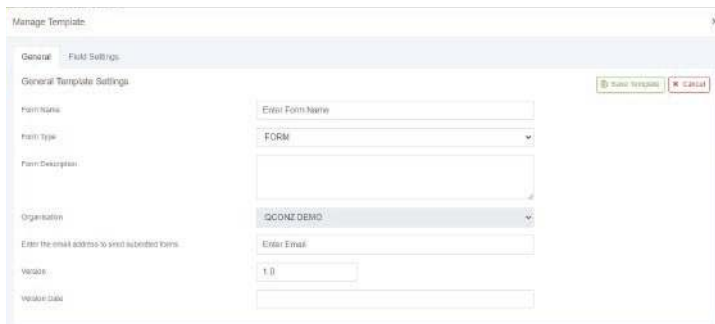 Manage Template
General Field Settings
General Template Settings
Save Template
Cancel
Form Name
Enter Form Name
Form Type
FORM
Form Description
Organisation
QCONZ DEMO
Enter the email address to send submitted forms
Enter Email
Version
1.0
Version Date